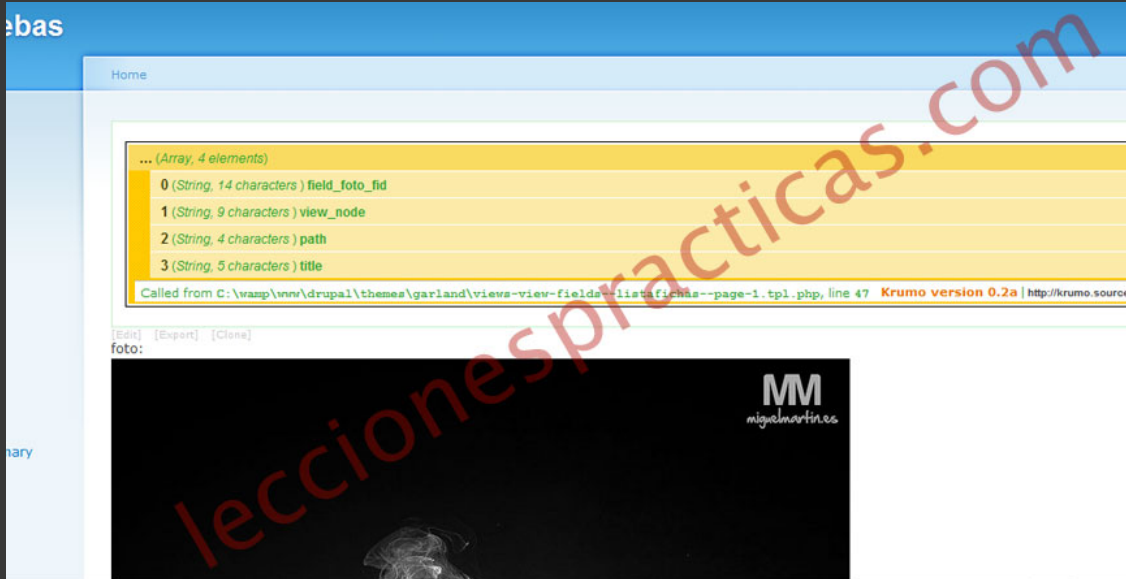 ebas
Home
... (Array, 4 elements)
0 (String, 14 characters ) field_foto_fid
1 (String, 9 characters ) view_node
2 (String, 4 characters ) path
3 (String, 5 characters ) title
Called from C:\wamp\www\drupal\themes\garland\views-view-fields--listafichas--page-1.tpl.php, line 47 Krumo version 0.2a | http://krumo.source
[Edit] [Export] [Clone]
foto:
MM
miguelmartin.es
nary
leccionespracticas.com